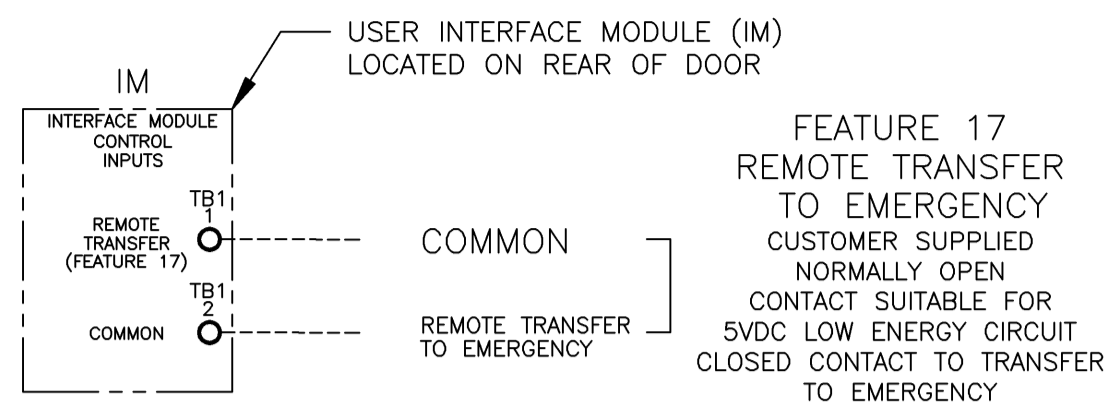 USER INTERFACE MODULE (IM)
LOCATED ON REAR OF DOOR
IM
INTERFACE MODULE
CONTROL
INPUTS
TB1
1
REMOTE
TRANSFER
(FEATURE 17)
TB1
2
COMMON
COMMON
REMOTE TRANSFER
TO EMERGENCY
FEATURE 17
REMOTE TRANSFER
TO EMERGENCY
CUSTOMER SUPPLIED
NORMALLY OPEN
CONTACT SUITABLE FOR
5VDC LOW ENERGY CIRCUIT
CLOSED CONTACT TO TRANSFER
TO EMERGENCY